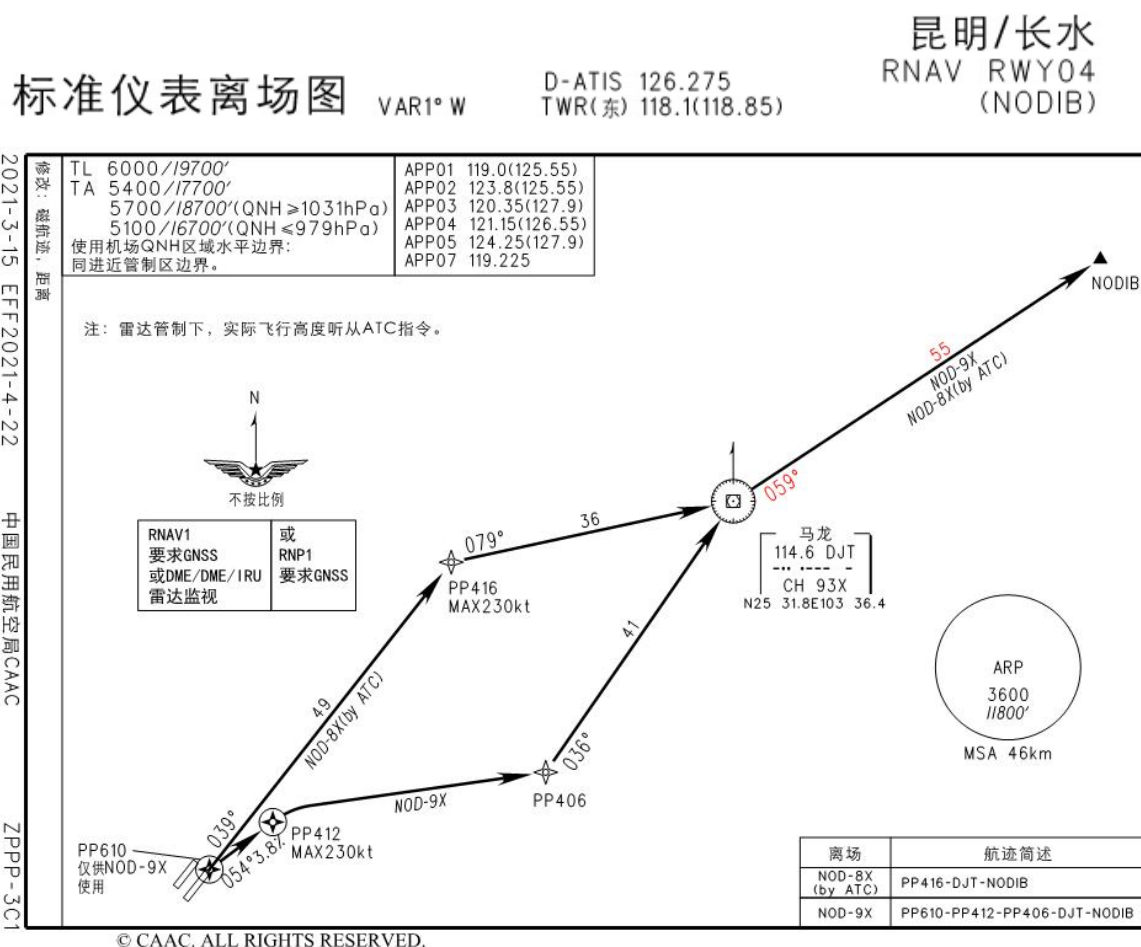 昆明/长水
RNAV RWY04
(NODIB)
标准仪表离场图 VAR1° W
D-ATIS 126.275
TWR(东) 118.1(118.85)
2021-3-15 EFF2021-4-22 中国民用航空局CAAC ZPPP-3C1
修改: 磁航迹, 距离
TL 6000/19700′
TA 5400/17700′
5700/18700′(QNH≥1031hPa)
5100/16700′(QNH≤979hPa)
使用机场QNH区域水平边界:
同进近管制区边界。
APP01 119.0(125.55)
APP02 123.8(125.55)
APP03 120.35(127.9)
APP04 121.15(126.55)
APP05 124.25(127.9)
APP07 119.225
注: 雷达管制下, 实际飞行高度听从ATC指令。
N
不按比例
RNAV1
要求GNSS
或DME/DME/IRU
雷达监视
或
RNP1
要求GNSS
NODIB
55
NOD-9X
NOD-8X(by ATC)
059°
马龙
114.6 DJT
CH 93X
N25 31.8E103 36.4
36
079°
PP416
MAX230kt
41
49
NOD-8X(by ATC)
036°
PP406
NOD-9X
039°
PP412
MAX230kt
054°3.8%
PP610
仅供NOD-9X
使用
ARP
3600
11800′
MSA 46km
离场 航迹简述
NOD-8X
(by ATC) PP416-DJT-NODIB
NOD-9X PP610-PP412-PP406-DJT-NODIB
© CAAC. ALL RIGHTS RESERVED.